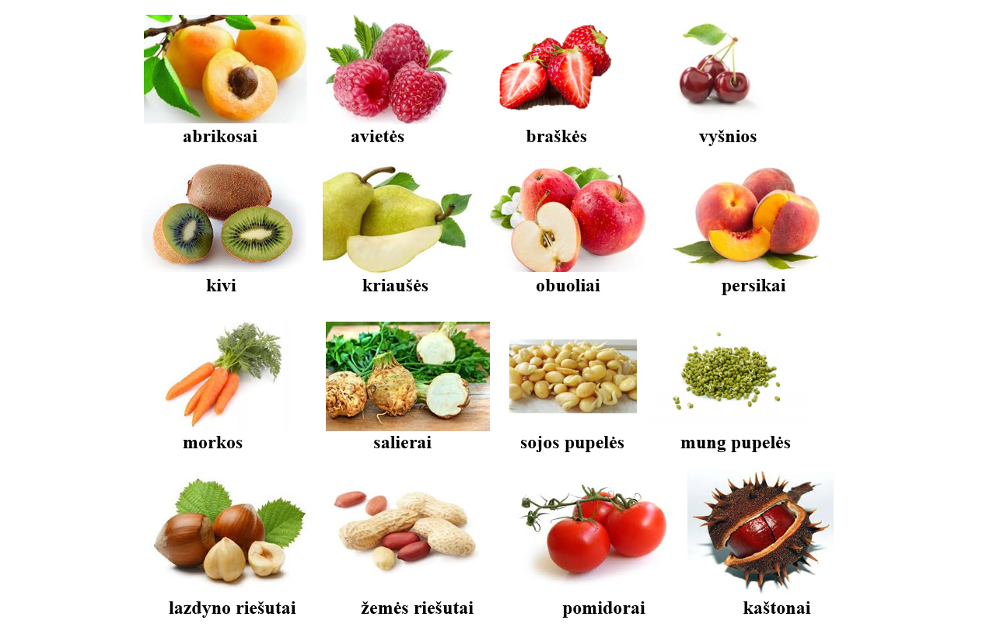 abrikosai avietės braškės vyšnios
kivi kriaušės obuoliai persikai
morkos salierai sojos pupelės mung pupelės
lazdyno riešutai žemės riešutai pomidorai kaštonai